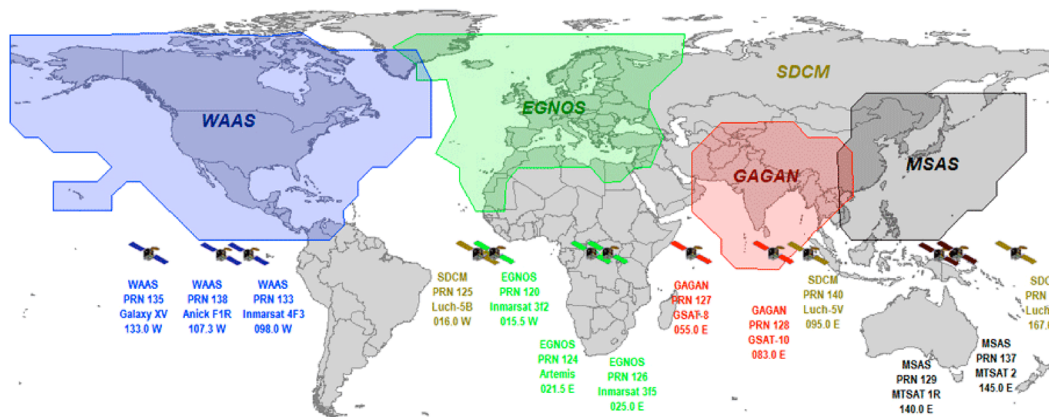 WAAS
EGNOS
SDCM
GAGAN
MSAS
WAAS
PRN 135
Galaxy XV
133.0 W
WAAS
PRN 138
Anick F1R
107.3 W
WAAS
PRN 133
Inmarsat 4F3
098.0 W
SDCM
PRN 125
Luch-5B
016.0 W
EGNOS
PRN 120
Inmarsat 3f2
015.5 W
EGNOS
PRN 124
Artemis
021.5 E
EGNOS
PRN 126
Inmarsat 3f5
025.0 E
GAGAN
PRN 127
GSAT-8
055.0 E
GAGAN
PRN 128
GSAT-10
083.0 E
SDCM
PRN 140
Luch-5V
095.0 E
MSAS
PRN 129
MTSAT 1R
140.0 E
MSAS
PRN 137
MTSAT 2
145.0 E
SDC
PRN
Luch-
167.0